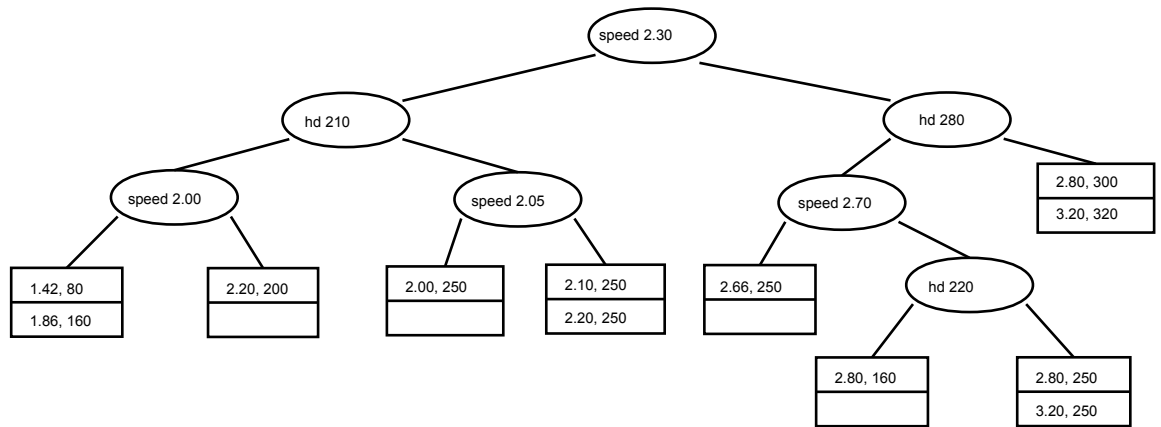 speed 2.30
hd 210
hd 280
speed 2.00
speed 2.05
speed 2.70
2.80, 300
3.20, 320
1.42, 80
1.86, 160
2.20, 200
2.00, 250
2.10, 250
2.20, 250
2.66, 250
hd 220
2.80, 160
2.80, 250
3.20, 250